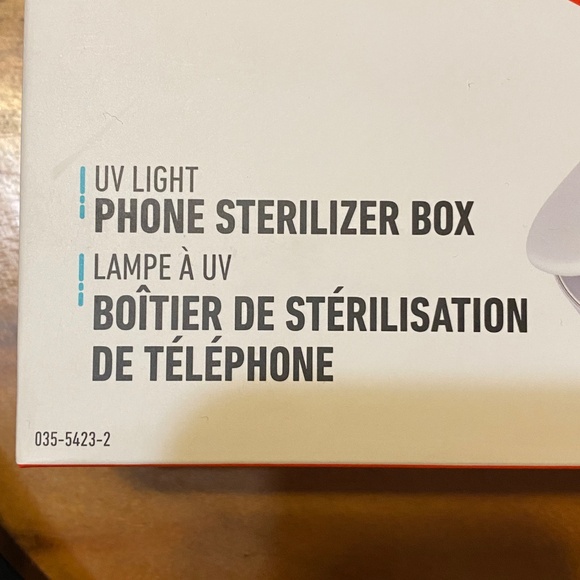 UV LIGHT
PHONE STERILIZER BOX
LAMPE À UV
BOÎTIER DE STÉRILISATION
DE TÉLÉPHONE
035-5423-2